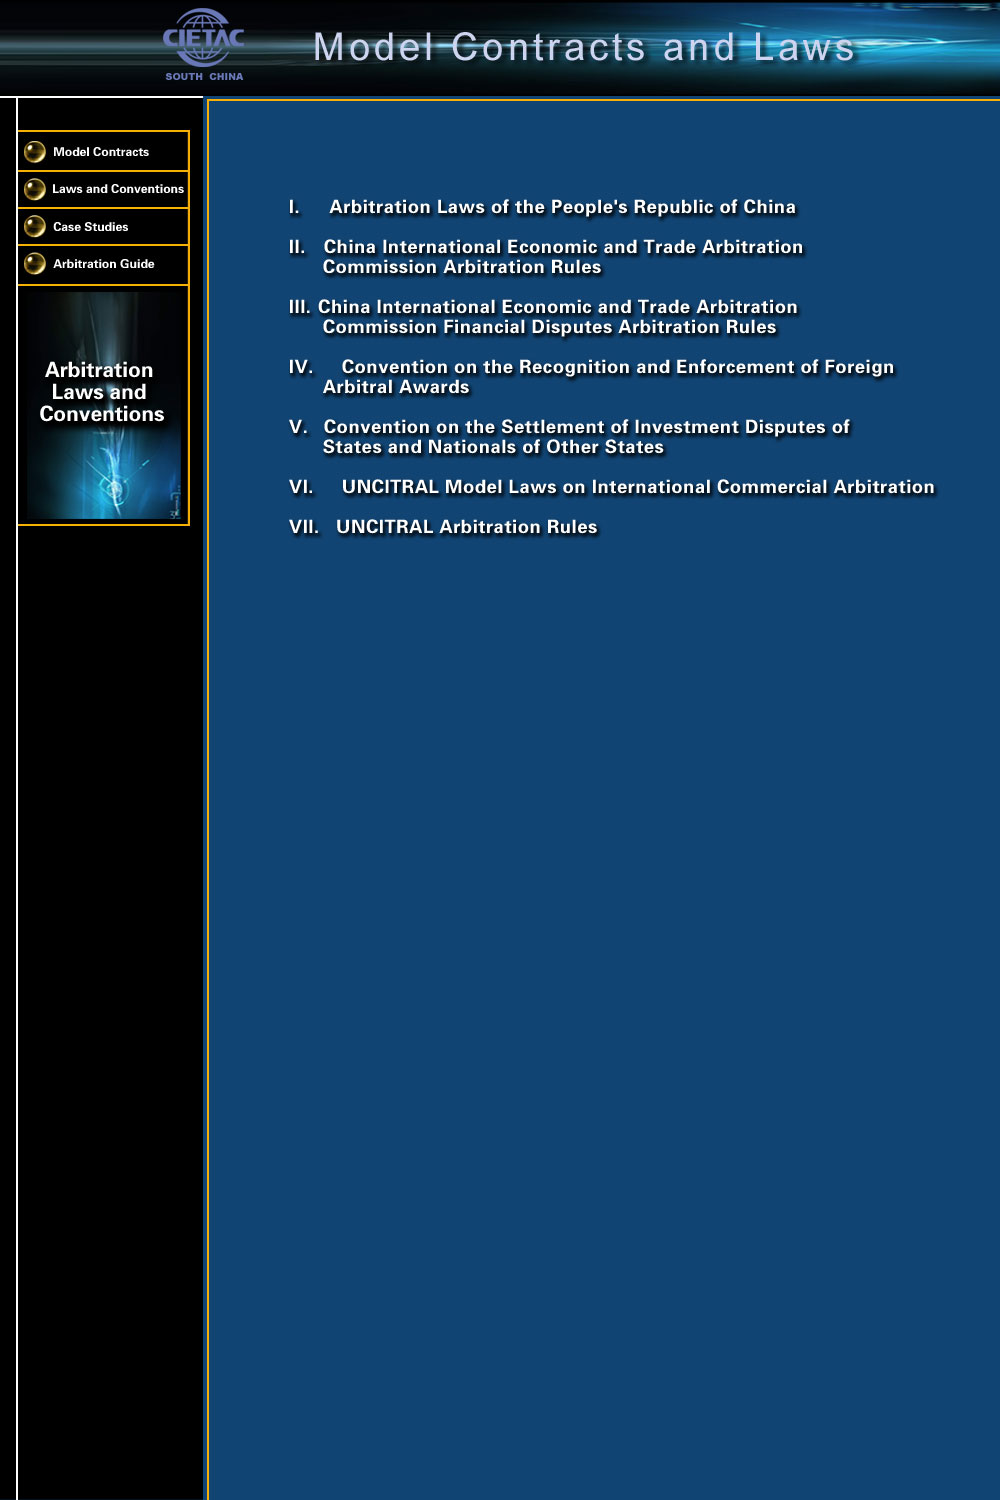 CIETAC
SOUTH CHINA
Model Contracts and Laws
Model Contracts
Laws and Conventions
Case Studies
Arbitration Guide
Arbitration
Laws and
Conventions
I. Arbitration Laws of the People's Republic of China
II. China International Economic and Trade Arbitration
Commission Arbitration Rules
III. China International Economic and Trade Arbitration
Commission Financial Disputes Arbitration Rules
IV. Convention on the Recognition and Enforcement of Foreign
Arbitral Awards
V. Convention on the Settlement of Investment Disputes of
States and Nationals of Other States
VI. UNCITRAL Model Laws on International Commercial Arbitration
VII. UNCITRAL Arbitration Rules